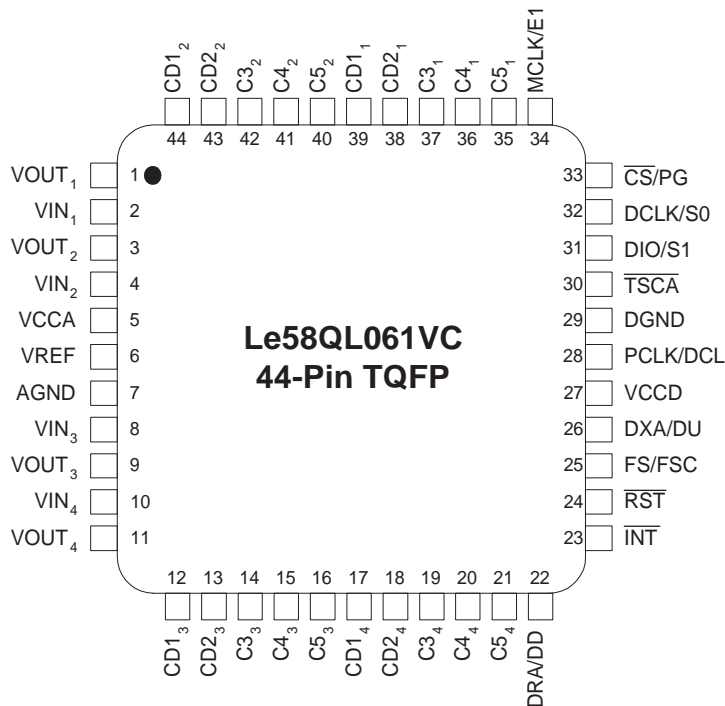 CD1₂ CD2₂ C3₂ C4₂ C5₂ CD1₁ CD2₁ C3₁ C4₁ C5₁ MCLK/E1
44 43 42 41 40 39 38 37 36 35 34
VOUT₁ 1 33 C̅S̅/PG
VIN₁ 2 32 DCLK/S0
VOUT₂ 3 31 DIO/S1
VIN₂ 4 30 T̅S̅C̅A̅
VCCA 5 29 DGND
VREF 6 28 PCLK/DCL
AGND 7 27 VCCD
VIN₃ 8 26 DXA/DU
VOUT₃ 9 25 FS/FSC
VIN₄ 10 24 R̅S̅T̅
VOUT₄ 11 23 I̅N̅T̅
Le58QL061VC
44-Pin TQFP
12 13 14 15 16 17 18 19 20 21 22
CD1₃ CD2₃ C3₃ C4₃ C5₃ CD1₄ CD2₄ C3₄ C4₄ C5₄ DRA/DD